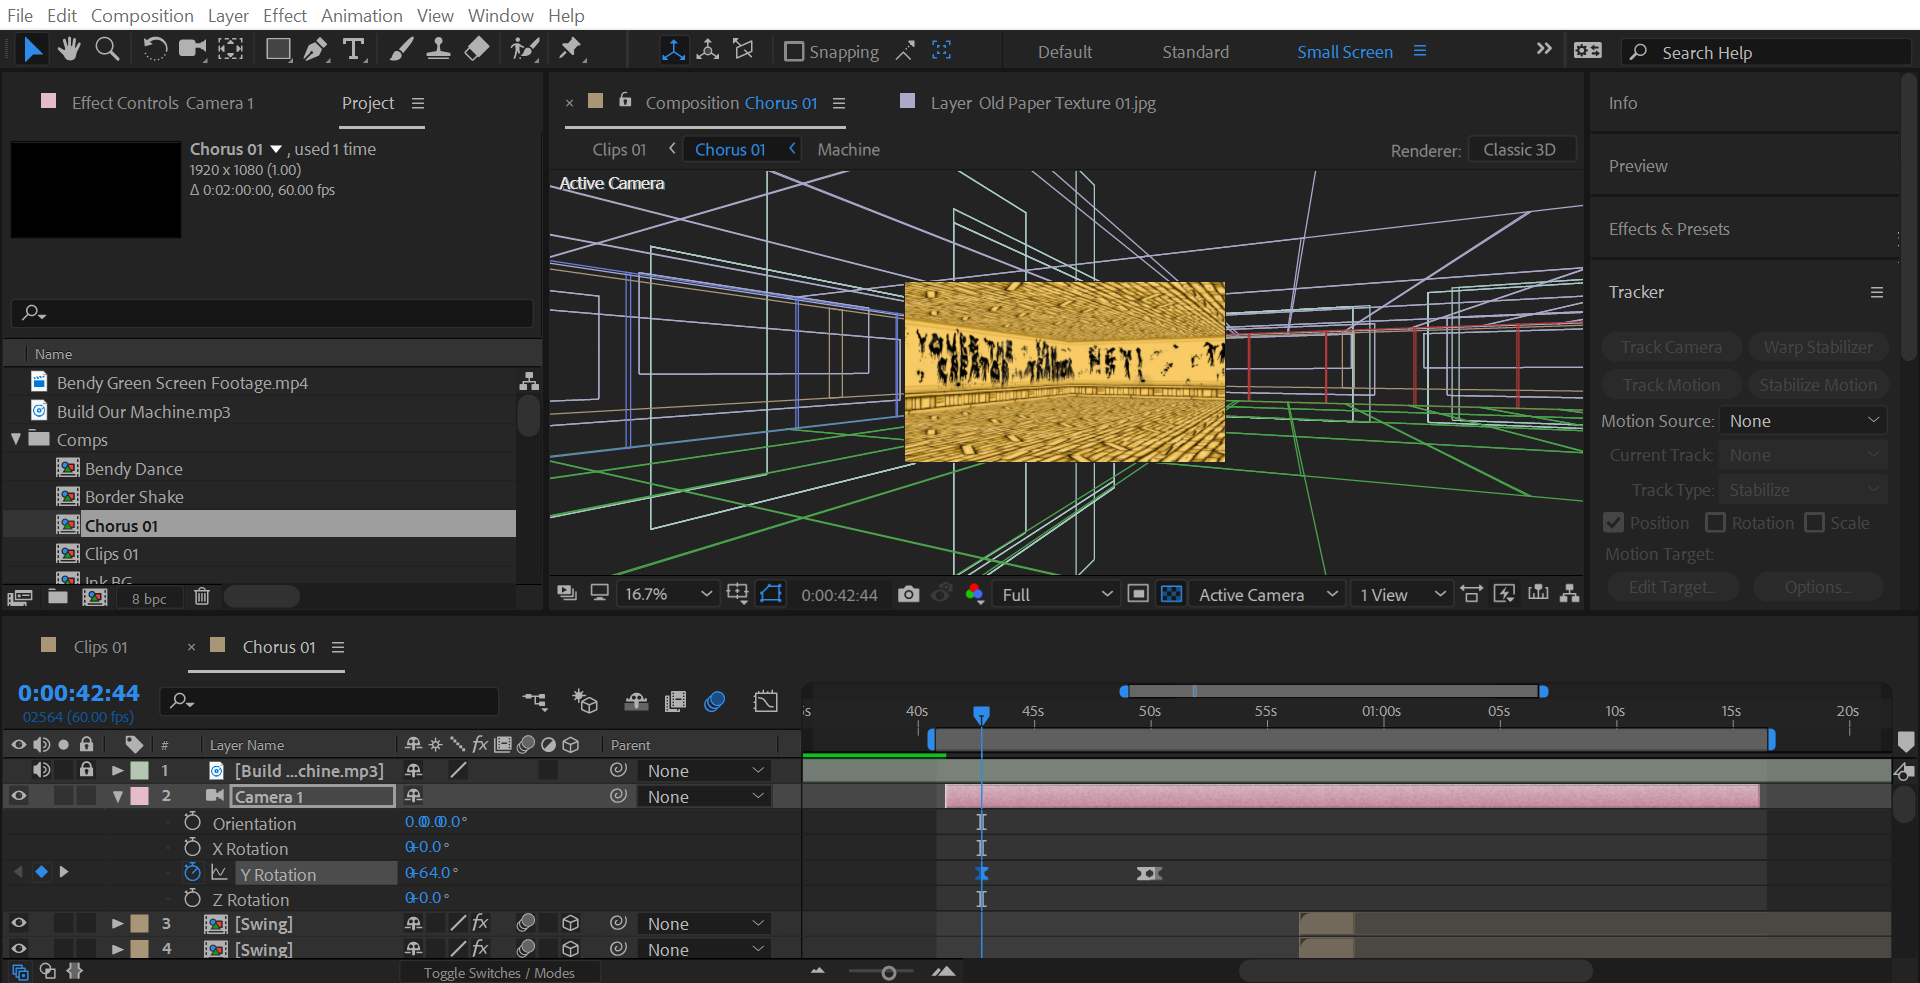 File Edit Composition Layer Effect Animation View Window Help
Snapping
Default Standard Small Screen
Search Help
Effect Controls Camera 1
Project
Chorus 01 , used 1 time
1920 x 1080 (1.00)
Δ 0:02:00:00, 60.00 fps
Name
Bendy Green Screen Footage.mp4
Build Our Machine.mp3
Comps
Bendy Dance
Border Shake
Chorus 01
Clips 01
Ink BG
8 bpc
× Composition Chorus 01
Layer Old Paper Texture 01.jpg
Clips 01 Chorus 01 Machine
Renderer: Classic 3D
Active Camera
16.7%
0:00:42:44
Full
Active Camera
1 View
Info
Preview
Effects & Presets
Tracker
Track Camera Warp Stabilizer
Track Motion Stabilize Motion
Motion Source: None
Current Track: None
Track Type: Stabilize
Position Rotation Scale
Motion Target:
Edit Target... Options...
Clips 01
× Chorus 01
0:00:42:44
02564 (60.00 fps)
40s 45s 50s 55s 01:00s 05s 10s 15s 20s
# Layer Name fx Parent
1 [Build ...chine.mp3] None
2 Camera 1 None
Orientation 0.0,0.0,0.0°
X Rotation 0+0.0°
Y Rotation 0+64.0°
Z Rotation 0+0.0°
3 [Swing] fx None
4 [Swing] fx None
Toggle Switches / Modes